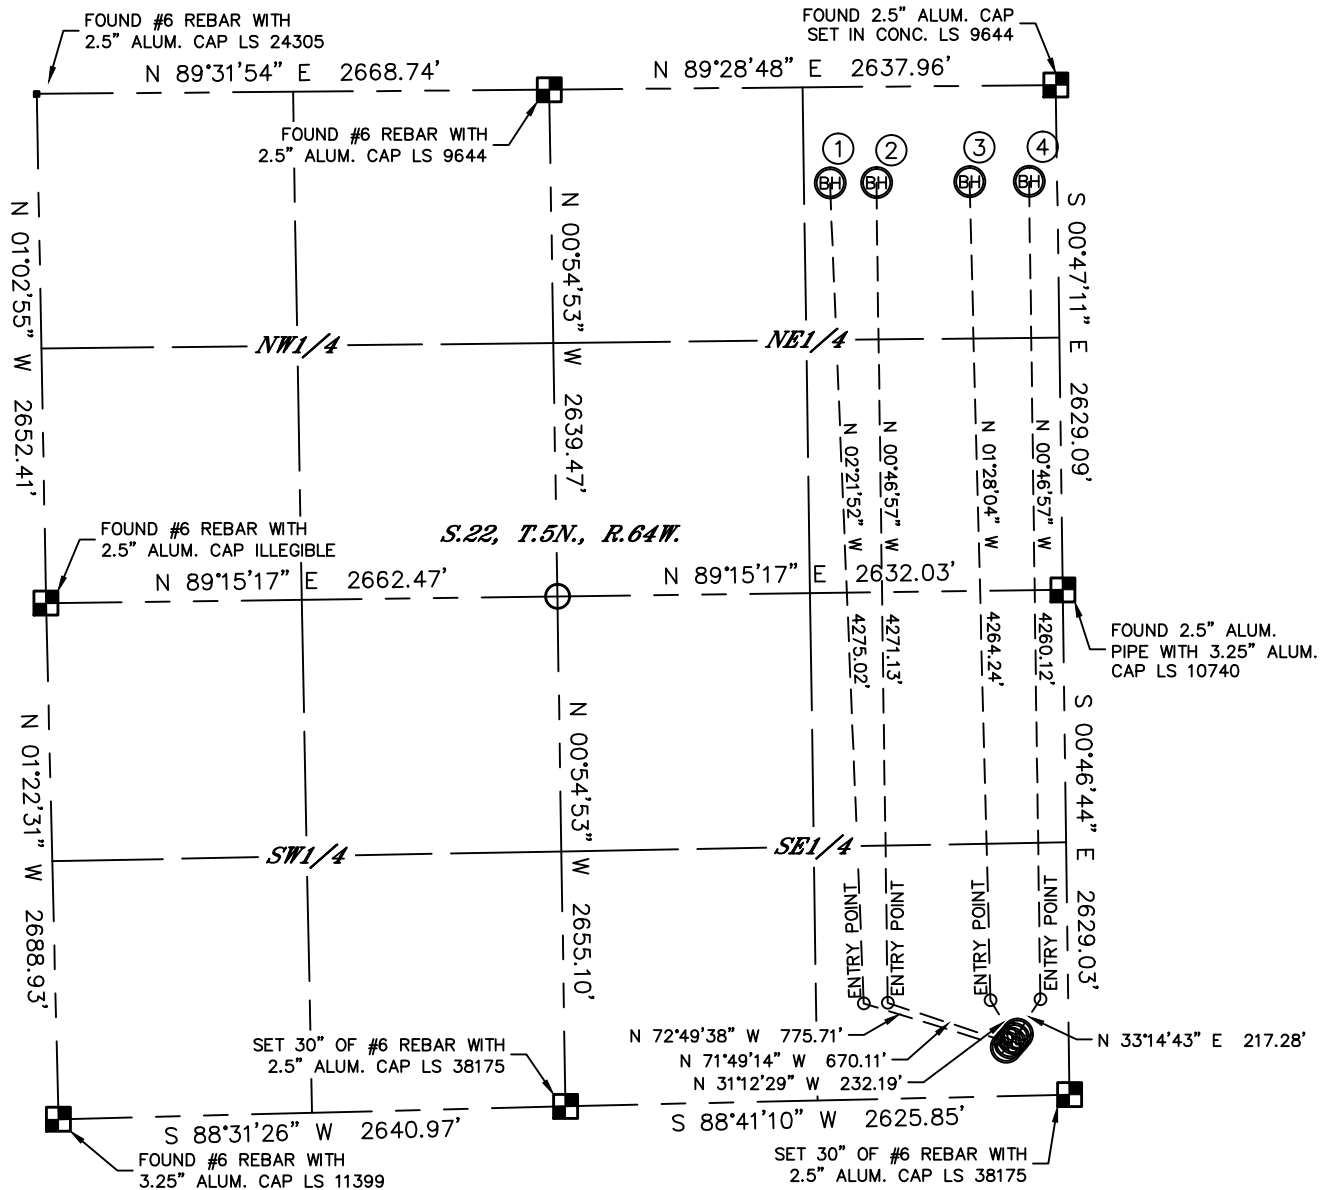 FOUND #6 REBAR WITH
2.5” ALUM. CAP LS 24305
FOUND 2.5” ALUM. CAP
SET IN CONC. LS 9644
N 89°31’54” E 2668.74’
N 89°28’48” E 2637.96’
FOUND #6 REBAR WITH
2.5” ALUM. CAP LS 9644
1
2
3
4
BH
BH
BH
BH
N 01°02’55” W 2652.41’
N 00°54’53” W 2639.47’
S 00°47’11” E 2629.09’
NW1/4
NE1/4
N 02°21’52” W 4275.02’
N 00°46’57” W 4271.13’
N 01°28’04” W 4264.24’
N 00°46’57” W 4260.12’
FOUND #6 REBAR WITH
2.5” ALUM. CAP ILLEGIBLE
S.22, T.5N., R.64W.
N 89°15’17” E 2662.47’
N 89°15’17” E 2632.03’
FOUND 2.5” ALUM.
PIPE WITH 3.25” ALUM.
CAP LS 10740
N 01°22’31” W 2688.93’
N 00°54’53” W 2655.10’
S 00°46’44” E 2629.03’
SW1/4
SE1/4
ENTRY POINT
ENTRY POINT
ENTRY POINT
ENTRY POINT
N 72°49’38” W 775.71’
N 71°49’14” W 670.11’
N 31°12’29” W 232.19’
N 33°14’43” E 217.28’
SET 30” OF #6 REBAR WITH
2.5” ALUM. CAP LS 38175
S 88°31’26” W 2640.97’
S 88°41’10” W 2625.85’
FOUND #6 REBAR WITH
3.25” ALUM. CAP LS 11399
SET 30” OF #6 REBAR WITH
2.5” ALUM. CAP LS 38175